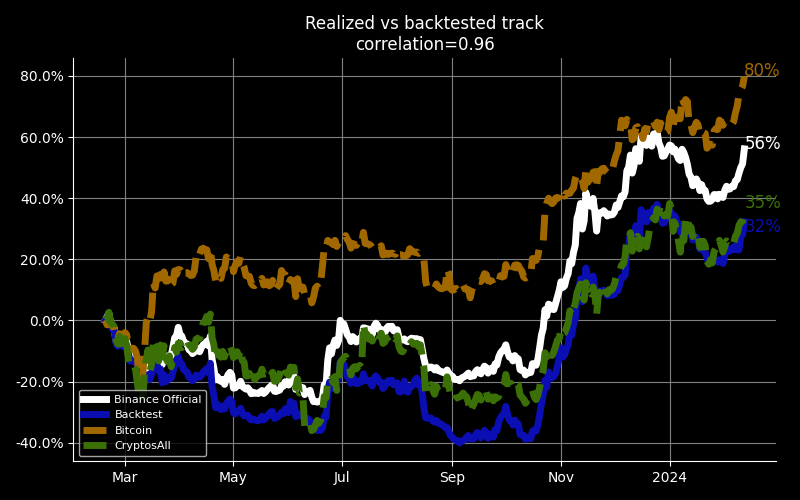 Realized vs backtested track
correlation=0.96
80.0%
60.0%
40.0%
20.0%
0.0%
-20.0%
-40.0%
80%
56%
35%
32%
Binance Official
Backtest
Bitcoin
CryptosAll
Mar May Jul Sep Nov 2024